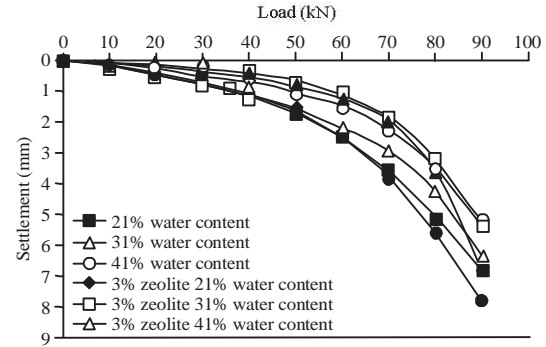 Load (kN)
0 10 20 30 40 50 60 70 80 90 100
0
1
2
3
4
5
6
7
8
9
Settlement (mm)
21% water content
31% water content
41% water content
3% zeolite 21% water content
3% zeolite 31% water content
3% zeolite 41% water content